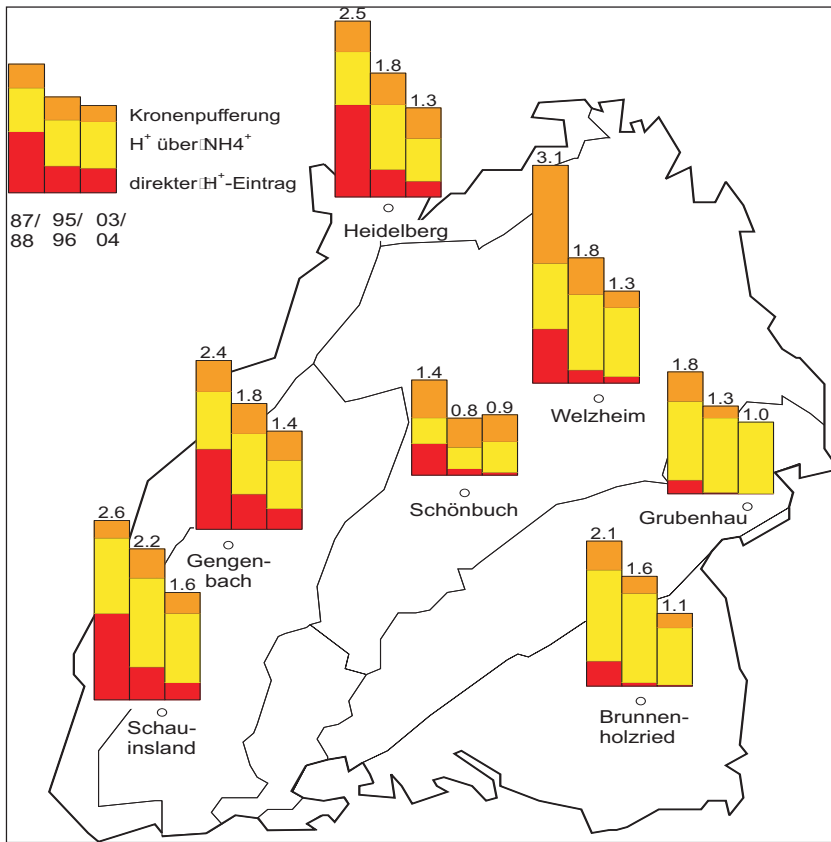 2.5
1.8
1.3
Kronenpufferung
H⁺ über NH4⁺
direkter H⁺-Eintrag
87/ 95/ 03/
88 96 04
Heidelberg
3.1
1.8
1.3
Welzheim
2.4
1.8
1.4
Gengen-
bach
1.4
0.8 0.9
Schönbuch
1.8
1.3
1.0
Grubenhau
2.6
2.2
1.6
Schau-
insland
2.1
1.6
1.1
Brunnen-
holzried